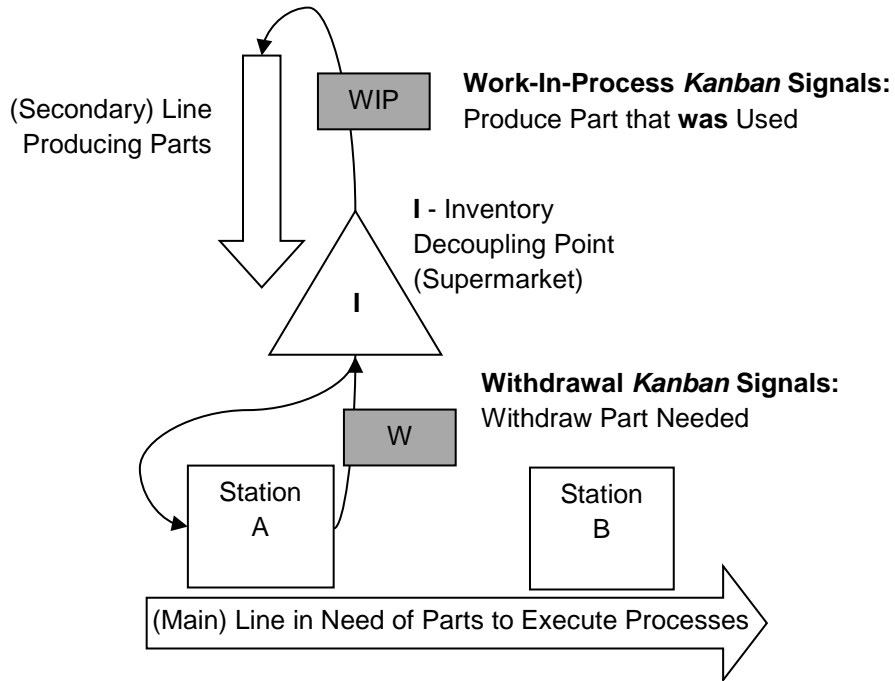 WIP
Work-In-Process Kanban Signals:
Produce Part that was Used
(Secondary) Line
Producing Parts
I - Inventory
Decoupling Point
(Supermarket)
I
Withdrawal Kanban Signals:
Withdraw Part Needed
W
Station
A
Station
B
(Main) Line in Need of Parts to Execute Processes